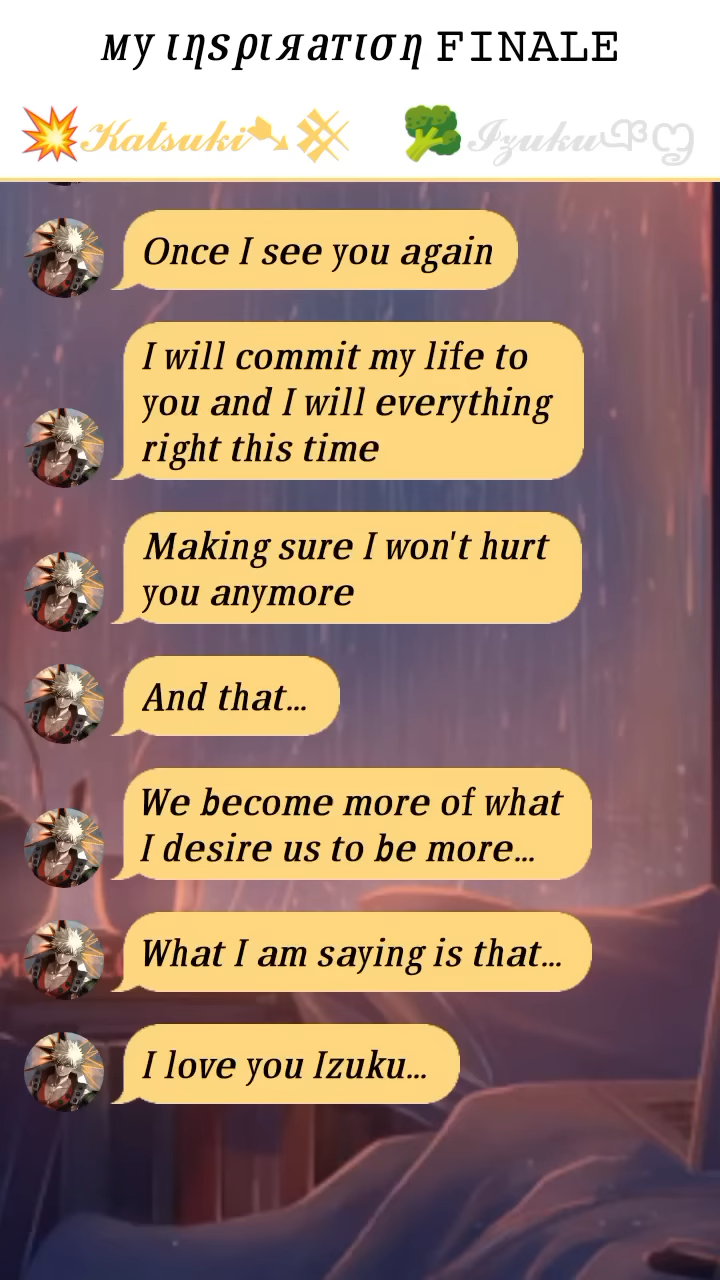 му ιηѕριяатιση FINALE
💥𝓚𝓪𝓽𝓼𝓾𝓴𝓲➴※ 🥦𝓘𝔃𝓾𝓴𝓾
Once I see you again
I will commit my life to
you and I will everything
right this time
Making sure I won't hurt
you anymore
And that...
We become more of what
I desire us to be more...
What I am saying is that...
I love you Izuku...